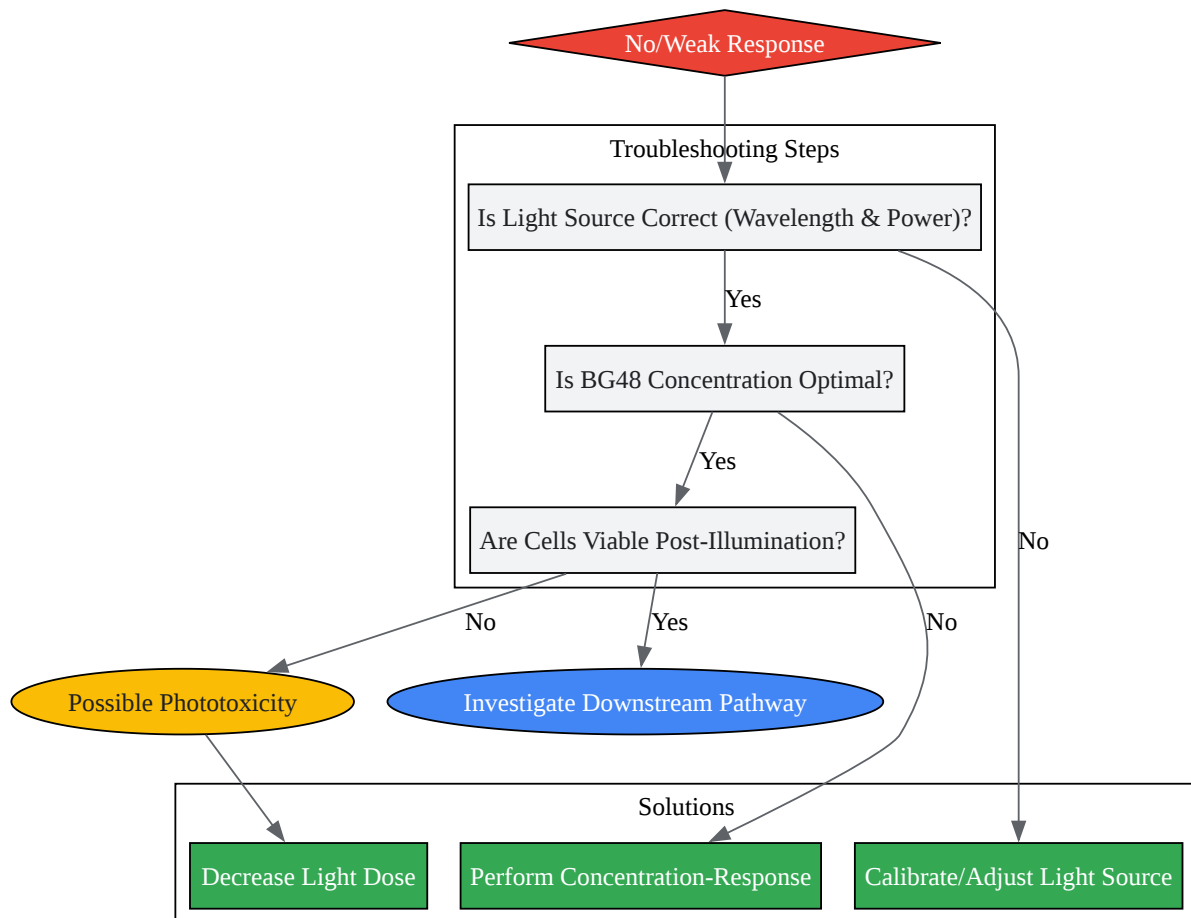 No/Weak Response
Troubleshooting Steps
Is Light Source Correct (Wavelength & Power)?
Yes
Is BG48 Concentration Optimal?
Yes
Are Cells Viable Post-Illumination?
No
No
Yes
No
Possible Phototoxicity
Investigate Downstream Pathway
Solutions
Decrease Light Dose
Perform Concentration-Response
Calibrate/Adjust Light Source